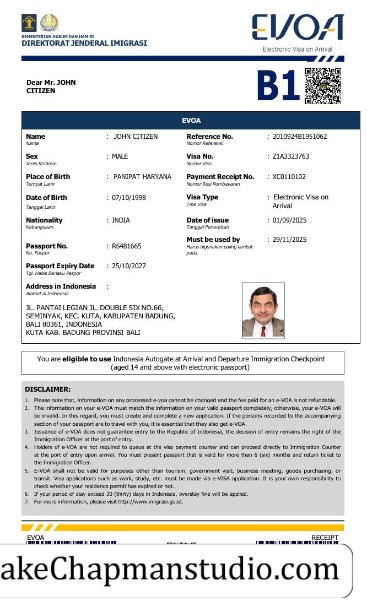 KEMENTERIAN HUKUM DAN HAM RI
DIREKTORAT JENDERAL IMIGRASI
EVOA
Electronic Visa on Arrival
Dear Mr. JOHN
CITIZEN
B1
EVOA
Name : JOHN CITIZEN
Nama
Reference No. : 2010924B1951062
Nomor Referensi
Sex : MALE
Jenis Kelamin
Visa No. : Z1A3323763
Nomor Visa
Place of Birth : PANIPAT HARYANA
Tempat Lahir
Payment Receipt No. : XC0110102
Nomor Resi Pembayaran
Date of Birth : 07/10/1998
Tanggal Lahir
Visa Type : Electronic Visa on
Arrival
Nationality : INDIA
Kebangsaan
Date of issue : 01/09/2025
Tanggal Penerbitan
Must be used by : 29/11/2025
Harus digunakan paling lambat
pada
Passport No. : R6481665
No. Paspor
Passport Expiry Date : 25/10/2027
Tgl. Habis Berlaku Paspor
Address in Indonesia :
Alamat di Indonesia
JL. PANTAI LEGIAN JL. DOUBLE SIX NO.66,
SEMINYAK, KEC. KUTA, KABUPATEN BADUNG,
BALI 80361, INDONESIA
KUTA KAB. BADUNG PROVINSI BALI
You are eligible to use Indonesia Autogate at Arrival and Departure Immigration Checkpoint
(aged 14 and above with electronic passport)
DISCLAIMER:
1. Please note that, information on any processed e-voa cannot be changed and the fee paid for an e-VOA is not refundable.
2. The information on your e-VOA must match the information on your valid passport completely, otherwise, your e-VOA will
be invalid. In this regard, you must create and complete a new application. If the persons recorded to the accompanying
section of your passport are to travel with you, it is essential that they also get e-VOA.
3. Issuance of e-VOA does not guarantee entry to the Republic of Indonesia, the decision of entry remains the right of the
Immigration Officer at the port of entry.
4. Holders of e-VOA are not required to queue at the visa payment counter and can proceed directly to Immigration Counter
at the port of entry upon arrival. You must present passport that is valid for more than 6 (six) months and return ticket to
the Immigration Officer.
5. E-VOA shall not be valid for purposes other than tourism, government visit, business meeting, goods purchasing, or
transit. Visa applications such as work, study, etc. must be made via e-VISA application. It is your own responsibility to
check whether your residence permit has expired or not.
6. If your period of stay exceed 30 (thirty) days in Indonesia, overstay fine will be applied.
7. For more information, please visit http://www.imigrasi.go.id.
EVOA RECEIPT
akeChapmanstudio.com